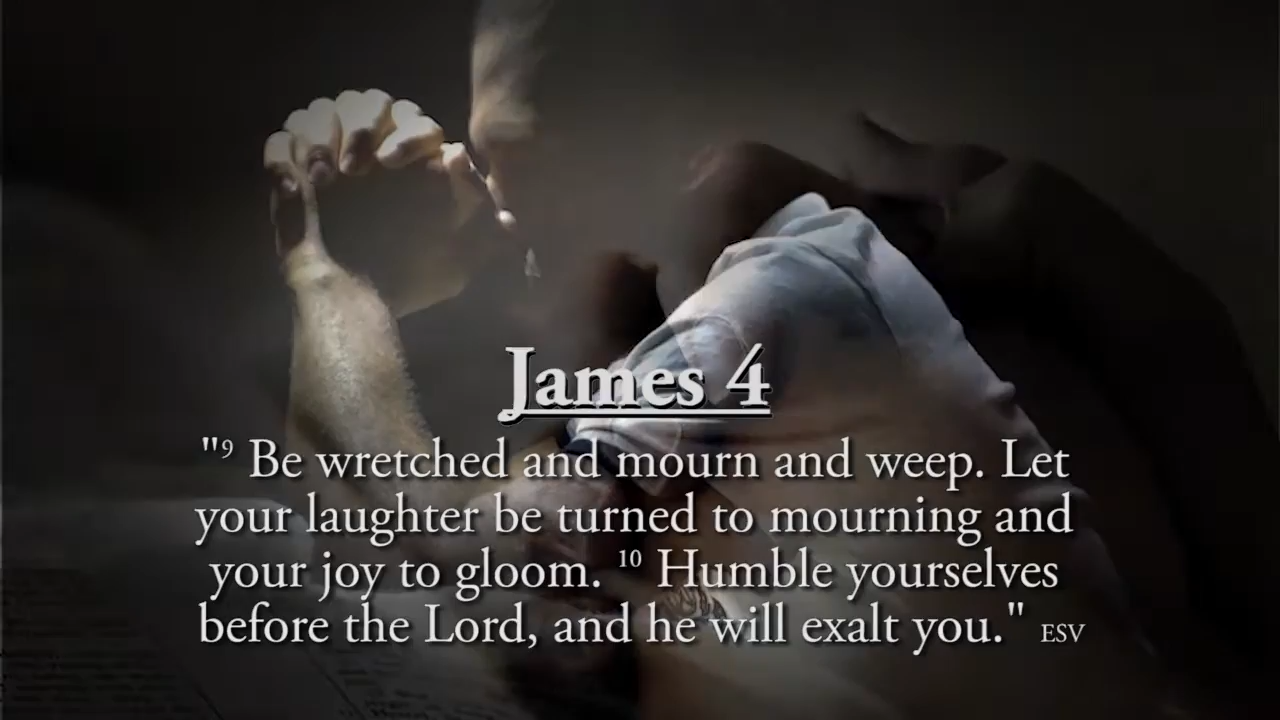 James 4
"⁹ Be wretched and mourn and weep. Let
your laughter be turned to mourning and
your joy to gloom. ¹⁰ Humble yourselves
before the Lord, and he will exalt you." ESV